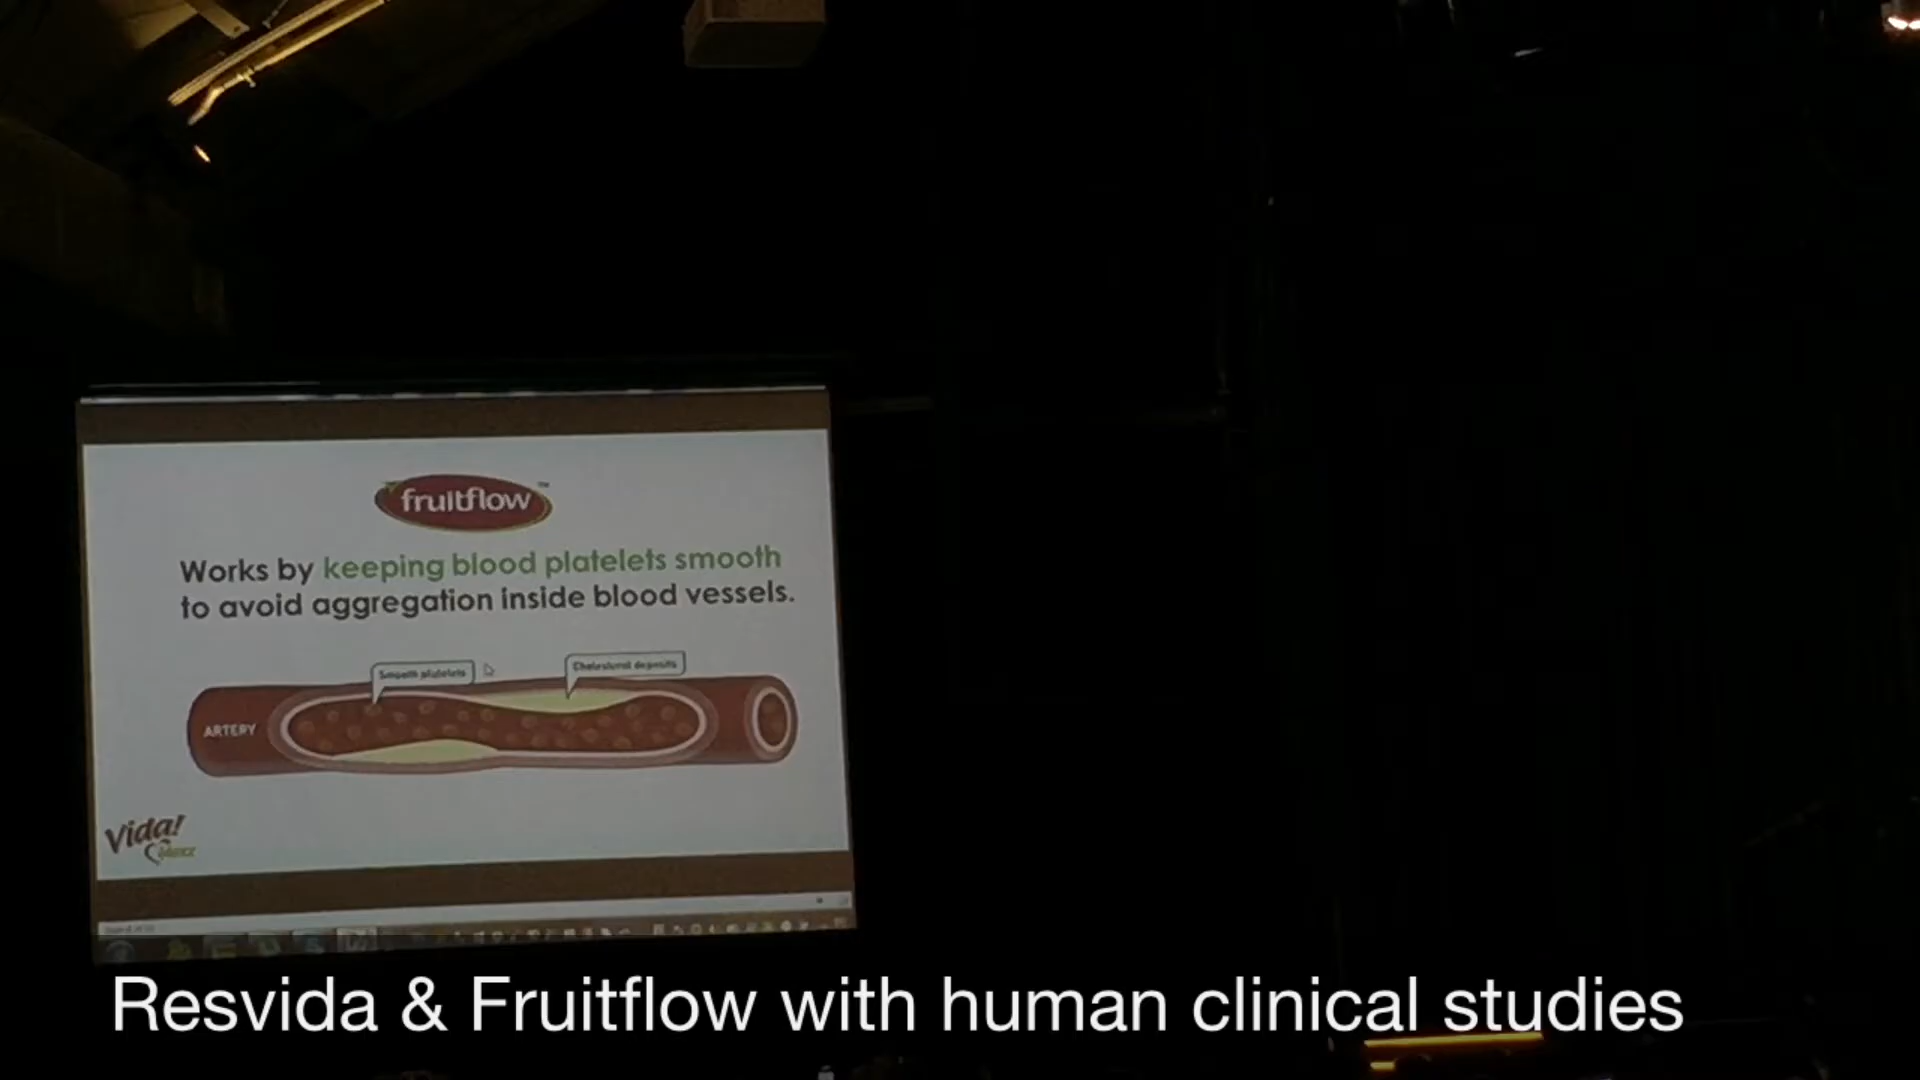 fruitflow™
Works by keeping blood platelets smooth
to avoid aggregation inside blood vessels.
Smooth platelets
Cholesterol deposits
ARTERY
Vida!
Resvida & Fruitflow with human clinical studies